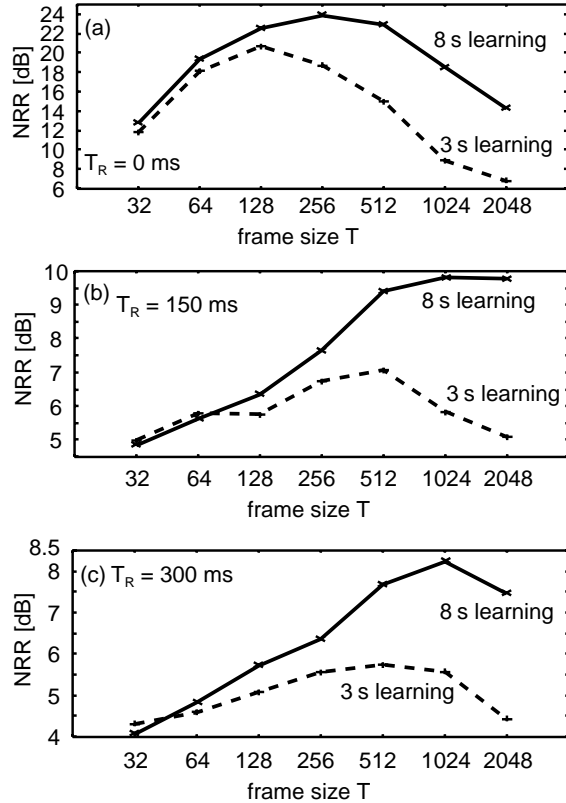 (a)
NRR [dB]
24
22
20
18
16
14
12
10
8
6
8 s learning
3 s learning
T_R = 0 ms
32 64 128 256 512 1024 2048
frame size T
(b)
T_R = 150 ms
NRR [dB]
10
9
8
7
6
5
8 s learning
3 s learning
32 64 128 256 512 1024 2048
frame size T
(c) T_R = 300 ms
NRR [dB]
8.5
8
7
6
5
4
8 s learning
3 s learning
32 64 128 256 512 1024 2048
frame size T